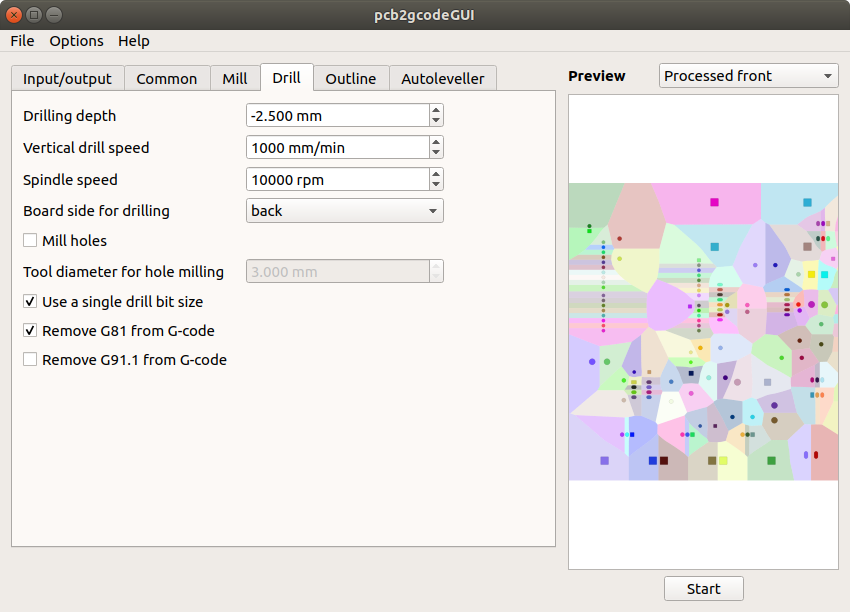 pcb2gcodeGUI
File Options Help
Input/output Common Mill Drill Outline Autoleveller
Preview Processed front
Drilling depth -2.500 mm
Vertical drill speed 1000 mm/min
Spindle speed 10000 rpm
Board side for drilling back
Mill holes
Tool diameter for hole milling 3.000 mm
Use a single drill bit size
Remove G81 from G-code
Remove G91.1 from G-code
Start